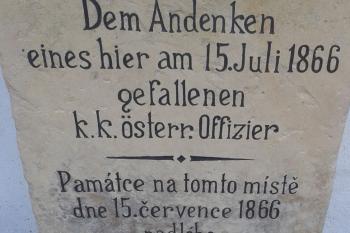 Dem Andenken
eines hier am 15.Juli 1866
gefallenen
k.k.österr.Offizier
Památce na tomto místě
dne 15.července 1866